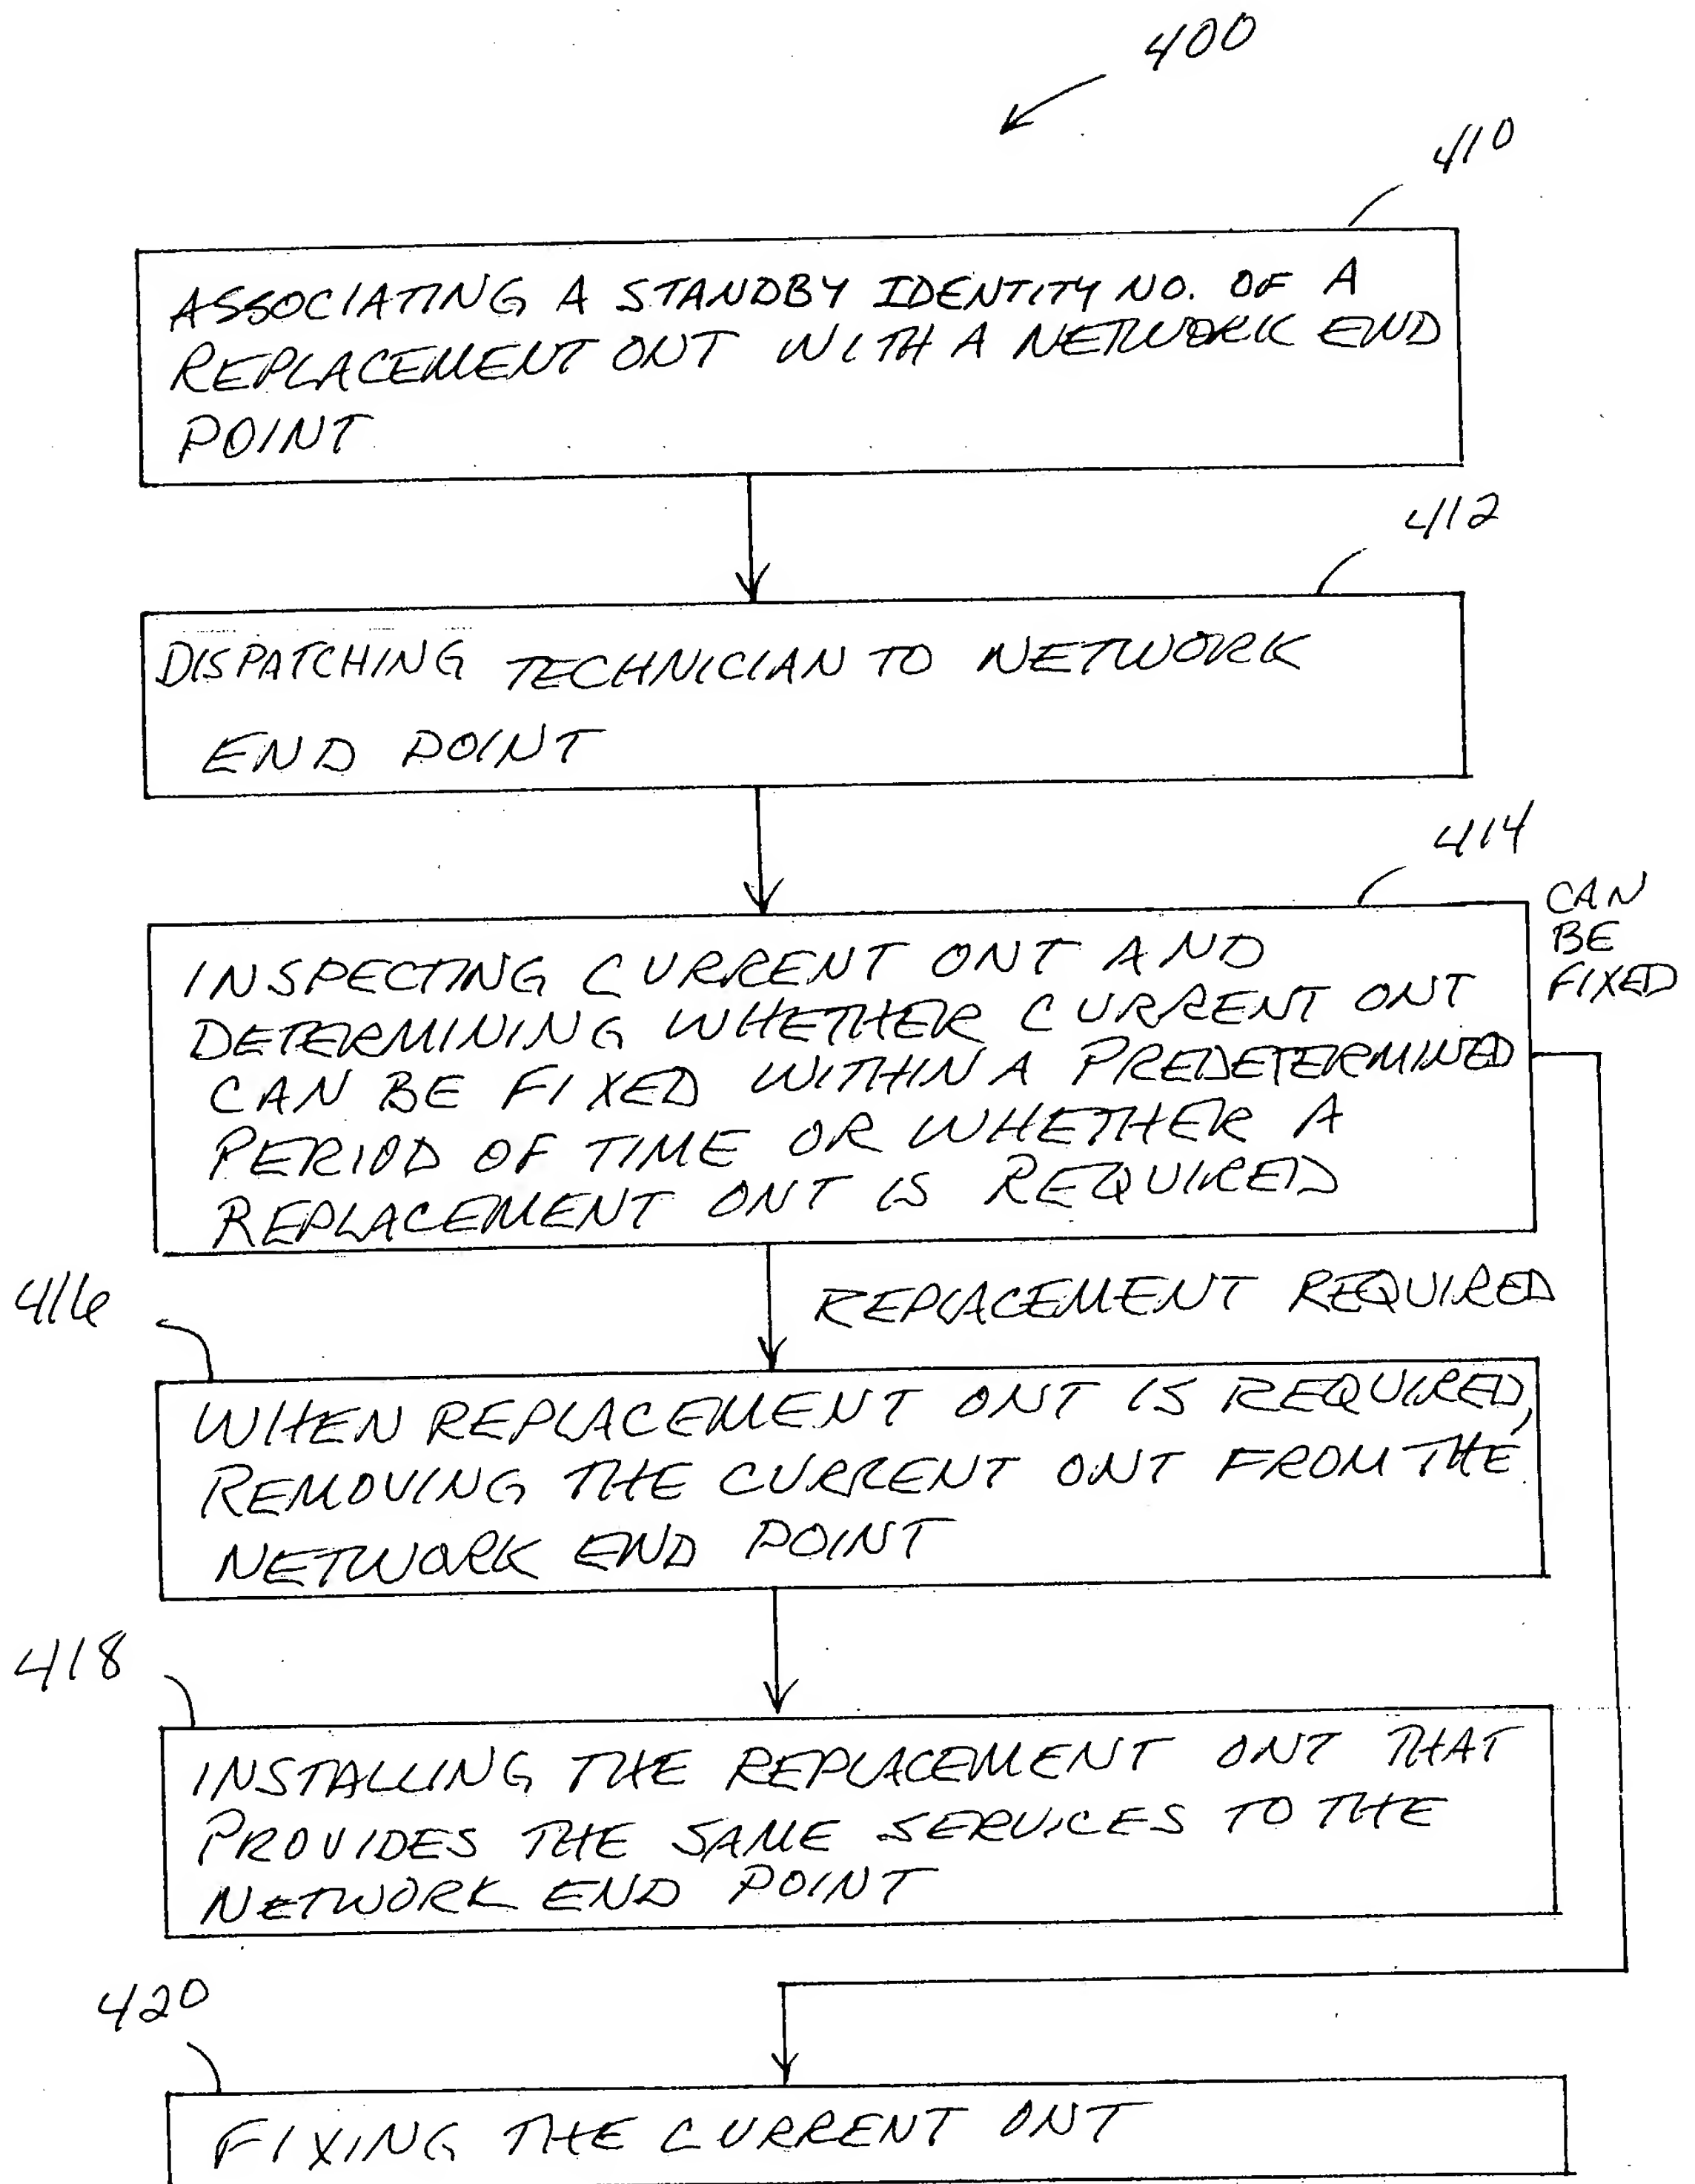 400
410
ASSOCIATING A STANDBY IDENTITY NO. OF A
REPLACEMENT ONT WITH A NETWORK END
POINT
412
DISPATCHING TECHNICIAN TO NETWORK
END POINT
414
CAN
BE
FIXED
INSPECTING CURRENT ONT AND
DETERMINING WHETHER CURRENT ONT
CAN BE FIXED WITHIN A PREDETERMINED
PERIOD OF TIME OR WHETHER A
REPLACEMENT ONT IS REQUIRED
REPLACEMENT REQUIRED
416
WHEN REPLACEMENT ONT IS REQUIRED,
REMOVING THE CURRENT ONT FROM THE
NETWORK END POINT
418
INSTALLING THE REPLACEMENT ONT THAT
PROVIDES THE SAME SERVICES TO THE
NETWORK END POINT
420
FIXING THE CURRENT ONT